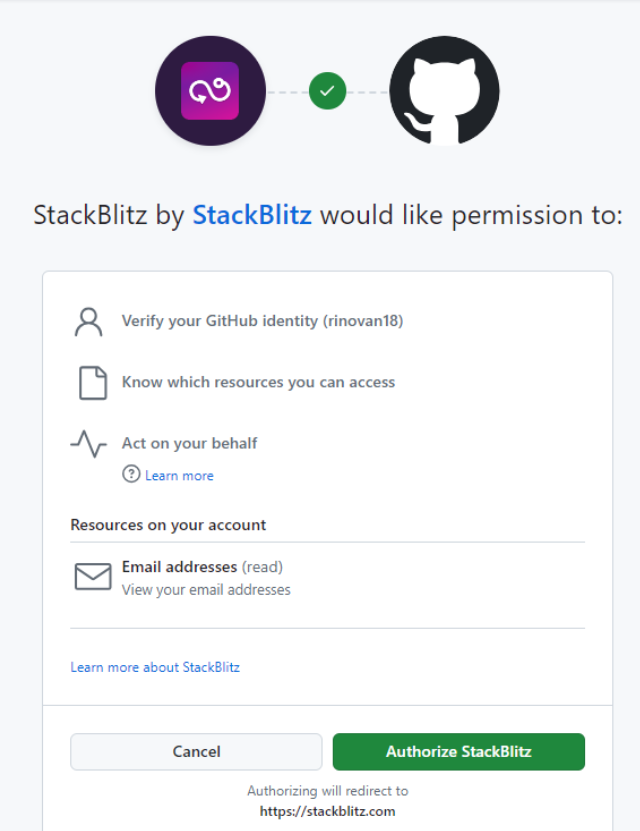 StackBlitz by StackBlitz would like permission to:
Verify your GitHub identity (rinovan18)
Know which resources you can access
Act on your behalf
Learn more
Resources on your account
Email addresses (read)
View your email addresses
Learn more about StackBlitz
Cancel
Authorize StackBlitz
Authorizing will redirect to
https://stackblitz.com